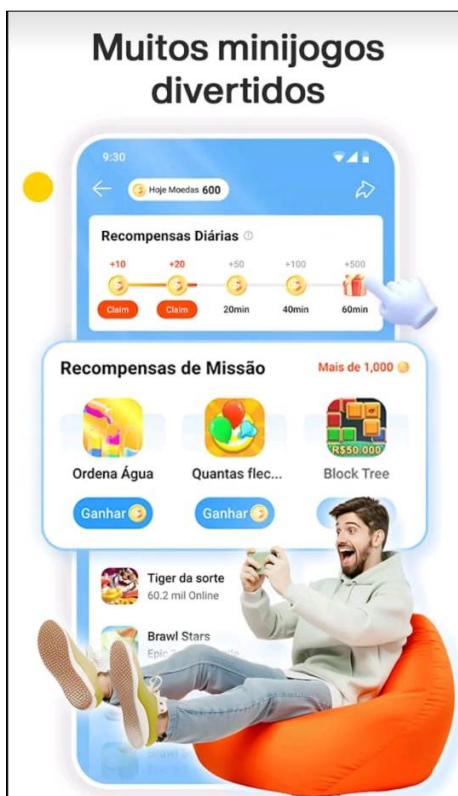 Muitos minijogos
divertidos
9:30
Hoje Moedas 600
Recompensas Diárias
+10 +20 +50 +100 +500
Claim Claim 20min 40min 60min
Recompensas de Missão Mais de 1,000
R$50.000
Ordena Água Quantas flec... Block Tree
Ganhar Ganhar
Tiger da sorte
60.2 mil Online
Brawl Stars
Epic